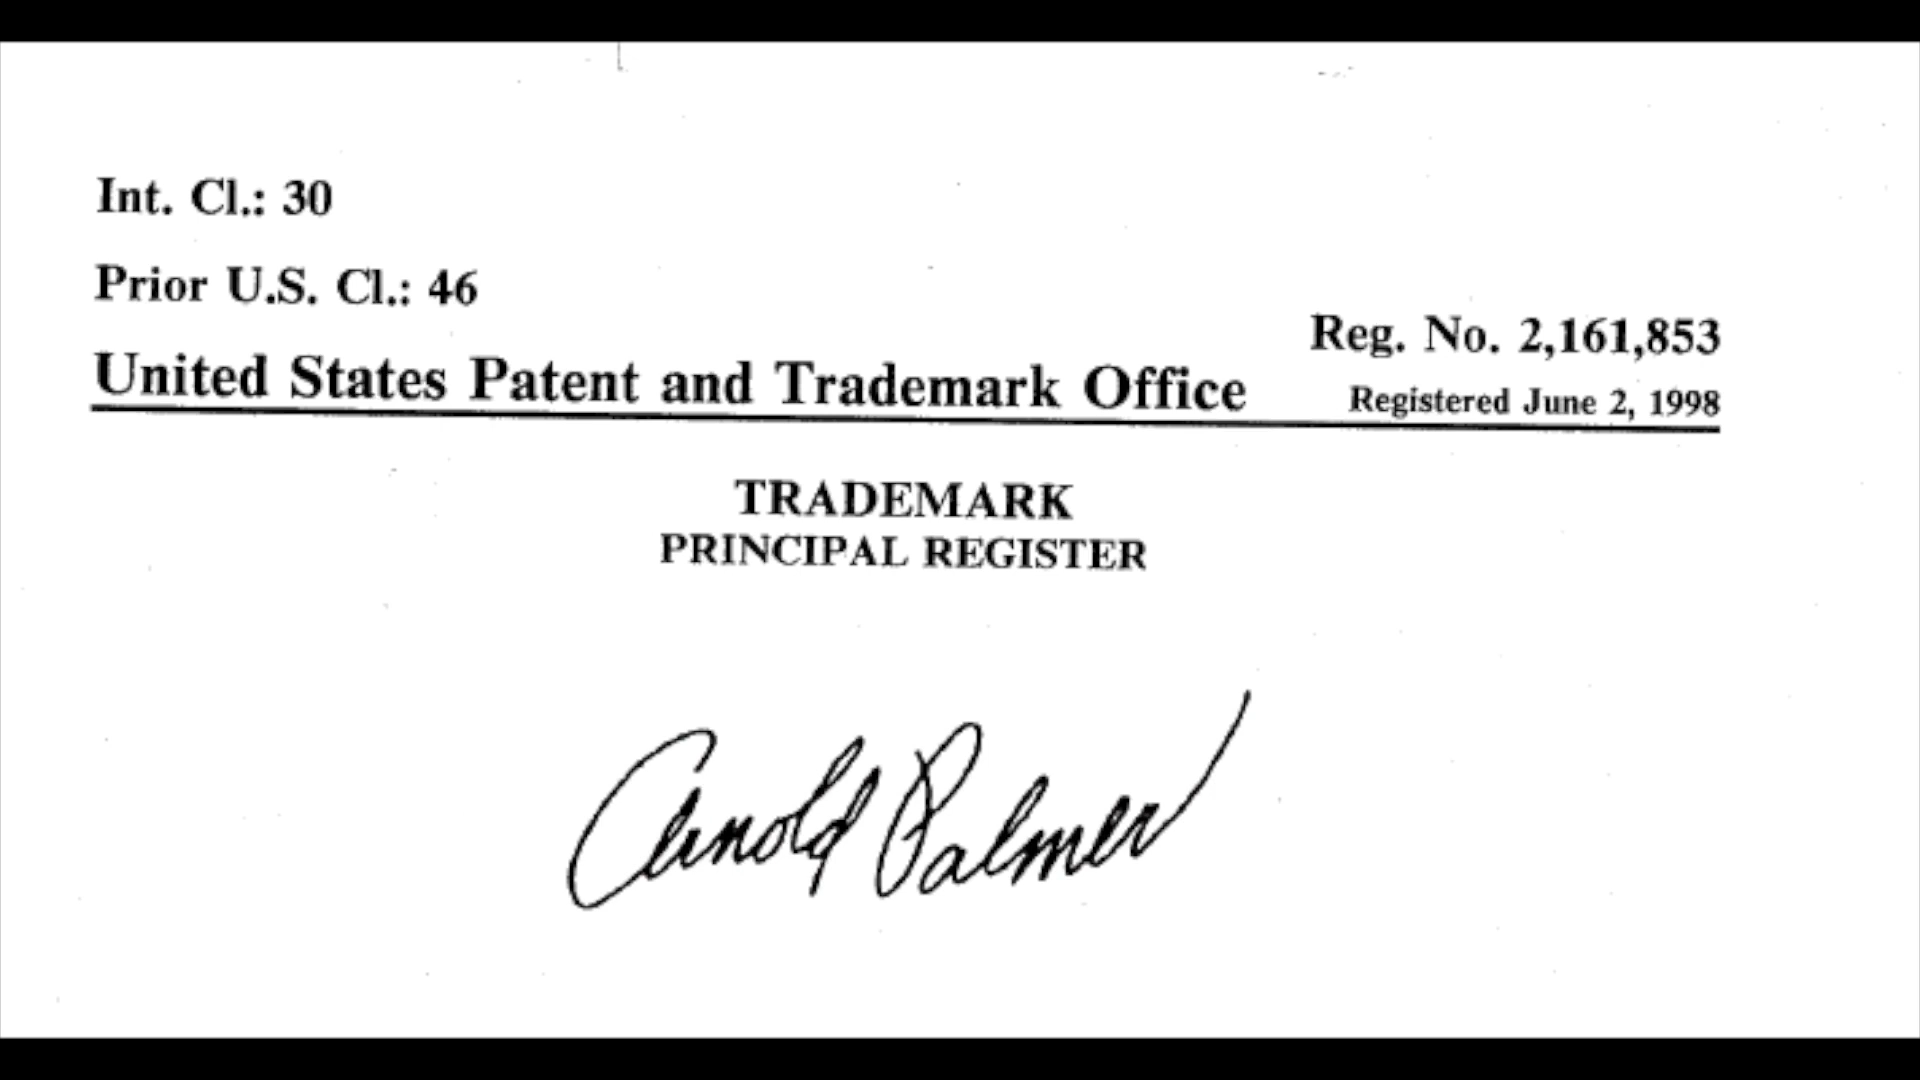 Int. Cl.: 30
Prior U.S. Cl.: 46
Reg. No. 2,161,853
United States Patent and Trademark Office
Registered June 2, 1998
TRADEMARK
PRINCIPAL REGISTER
Arnold Palmer